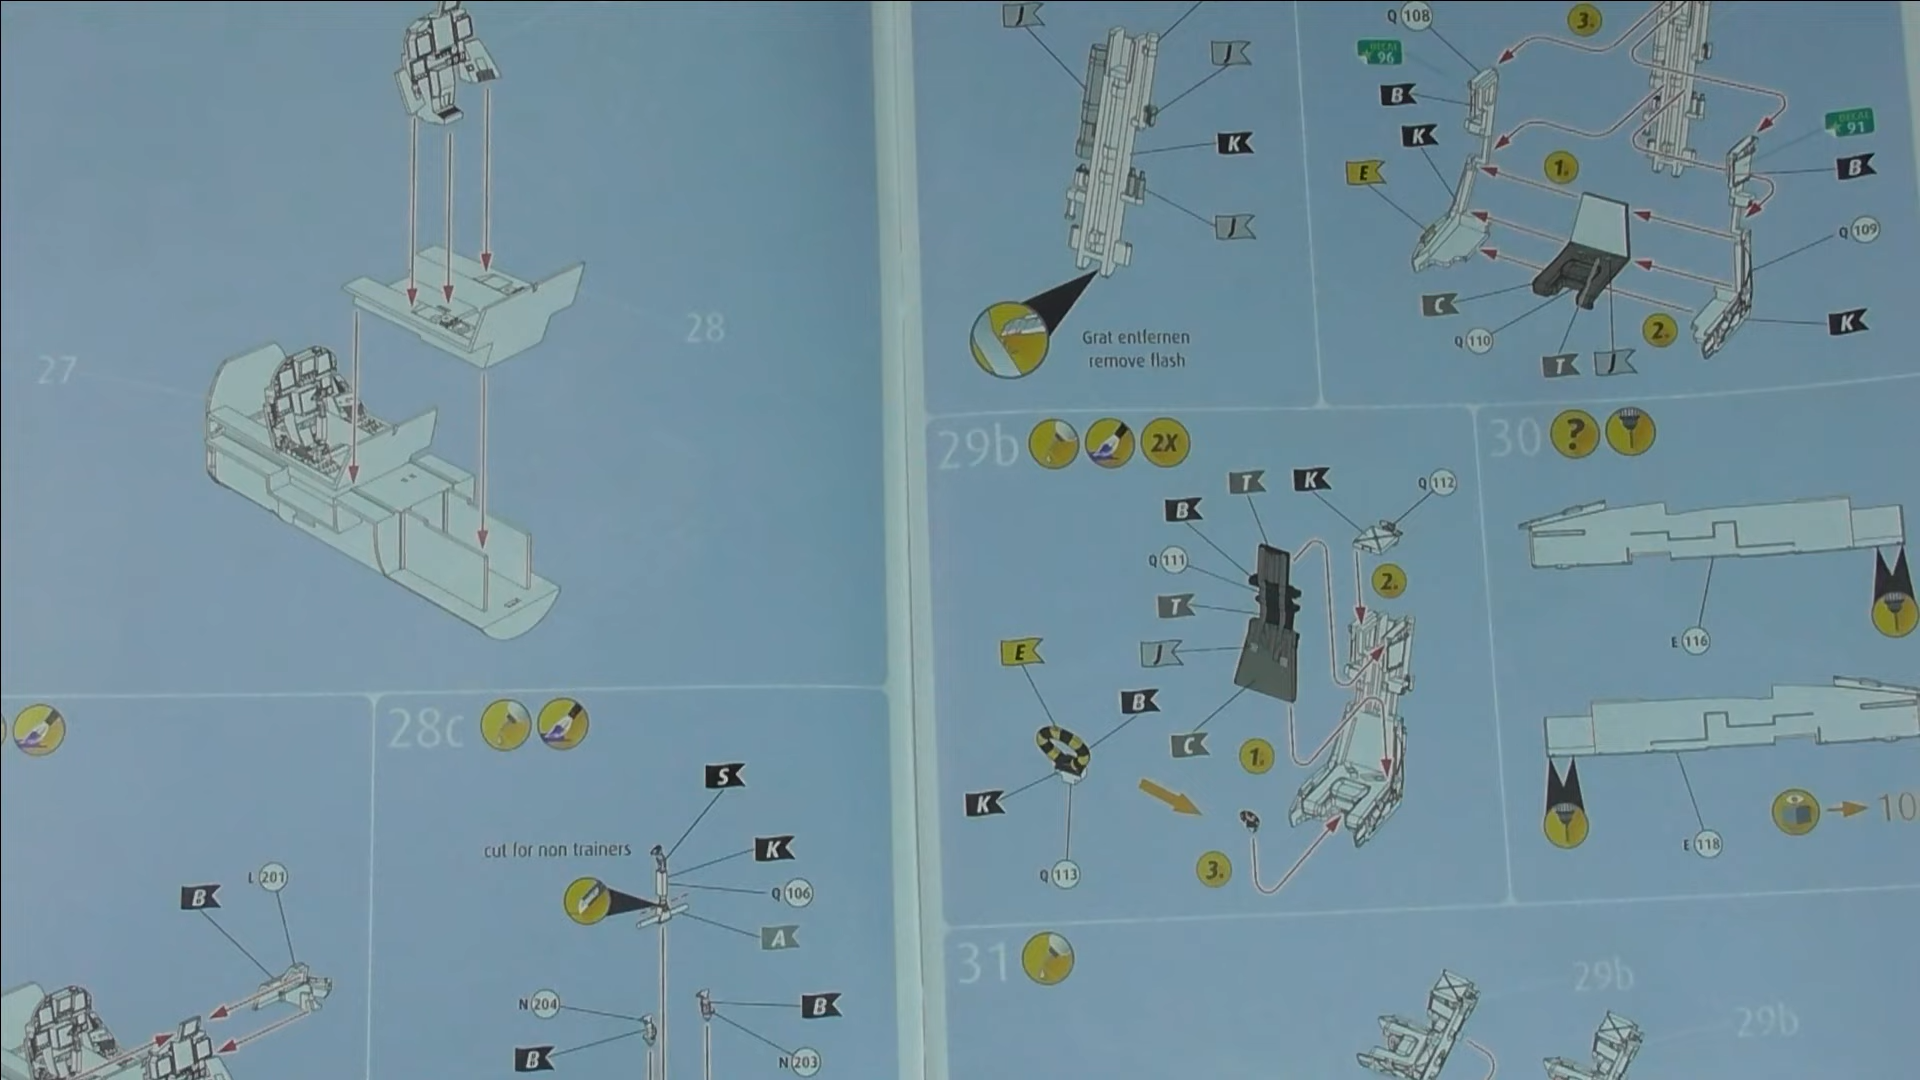 27
28
28c
S
cut for non trainers
K
Q 106
A
L 201
B
N 204
B
B
N 203
J
J
K
J
Grat entfernen
remove flash
Q 108
3.
DECAL
96
B
K
E
1.
DECAL
91
B
Q 109
C
Q 110
T
J
2.
K
29b
2X
T
K
Q 112
B
Q 111
T
2.
E
J
B
C
1.
K
Q 113
3.
30
?
E 116
E 118
10
31
29b
29b